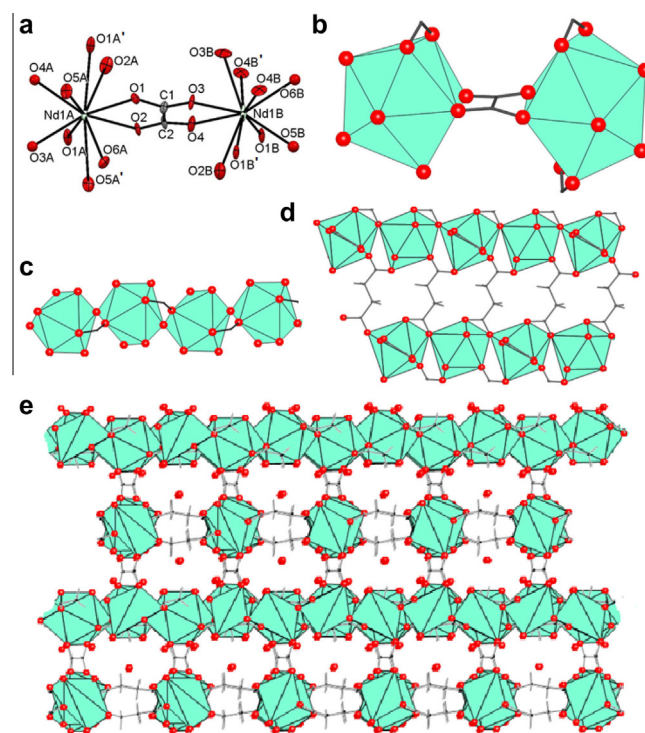 a
b
O1A' O3B
O4A O2A O4B'
O5A O4B
O1 O3 O6B
C1
Nd1A Nd1B
C2
O2 O4 O5B
O3A O1A O6A O1B
O2B O1B'
O5A'
d
c
e